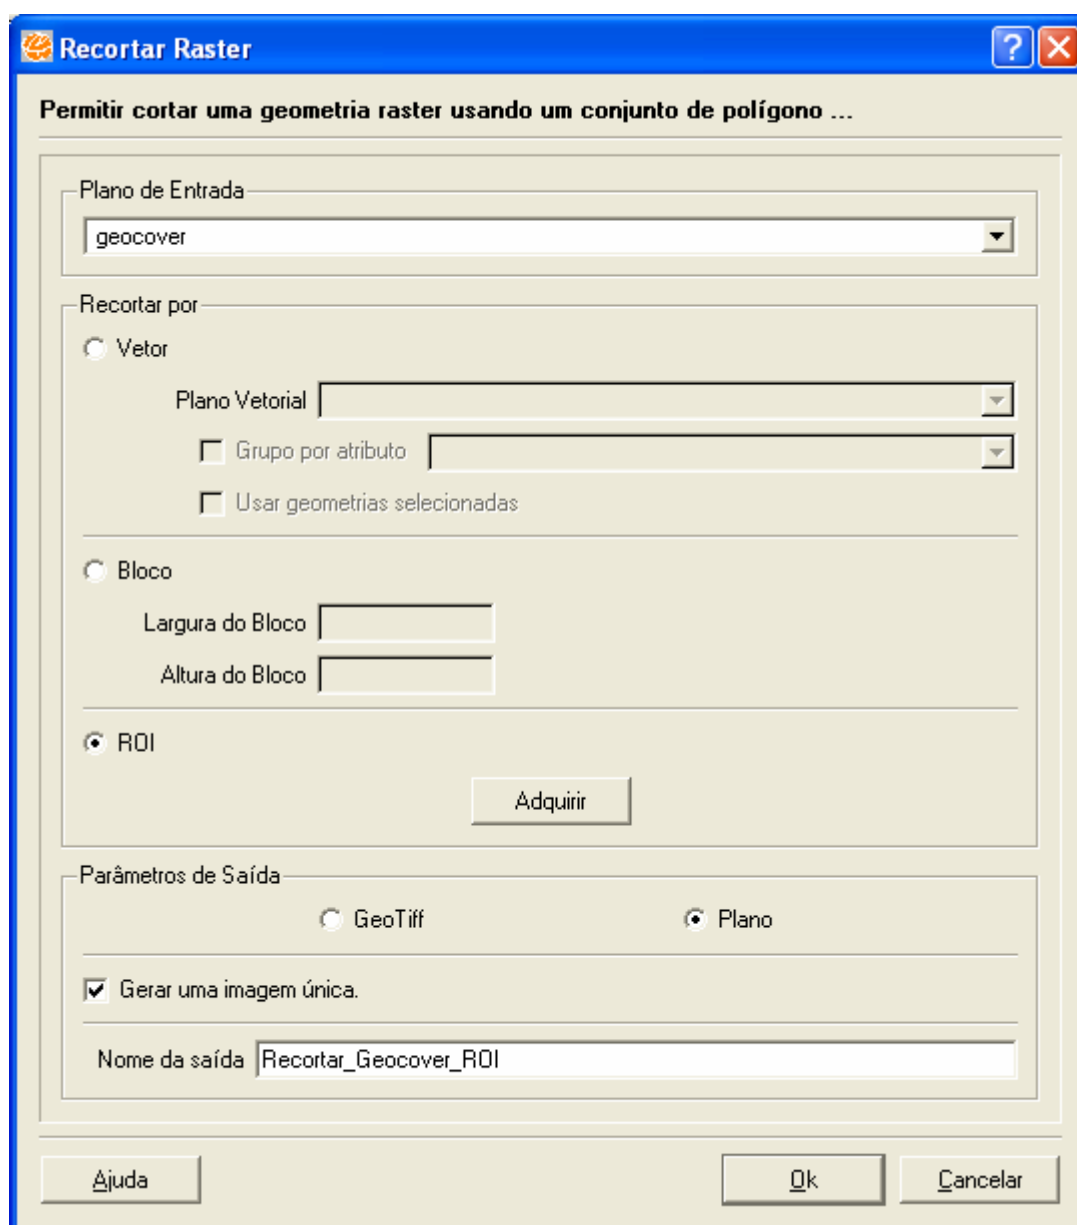 Recortar Raster
Permitir cortar uma geometria raster usando um conjunto de polígono ...
Plano de Entrada
geocover
Recortar por
Vetor
Plano Vetorial
Grupo por atributo
Usar geometrias selecionadas
Bloco
Largura do Bloco
Altura do Bloco
ROI
Adquirir
Parâmetros de Saída
GeoTiff Plano
Gerar uma imagem única.
Nome da saída Recortar_Geocover_ROI
Ajuda Ok Cancelar